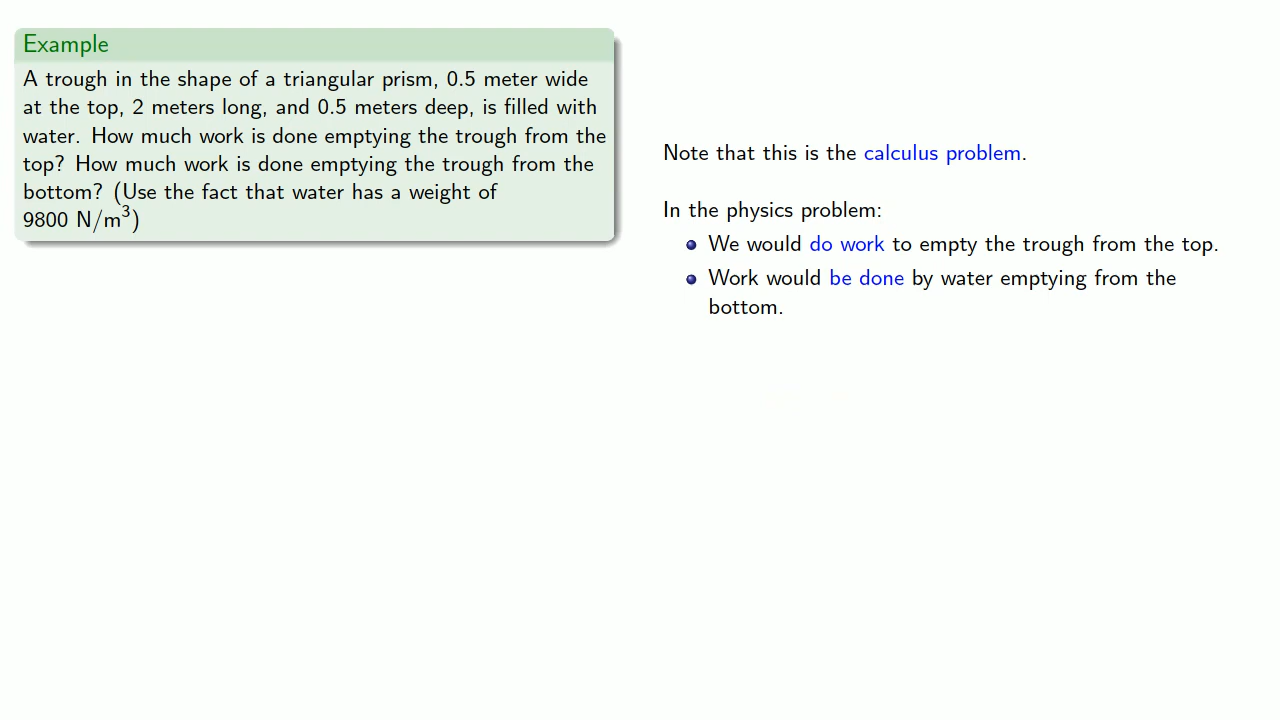 Example
A trough in the shape of a triangular prism, 0.5 meter wide
at the top, 2 meters long, and 0.5 meters deep, is filled with
water. How much work is done emptying the trough from the
top? How much work is done emptying the trough from the
bottom? (Use the fact that water has a weight of
9800 N/m³)
Note that this is the calculus problem.
In the physics problem:
We would do work to empty the trough from the top.
Work would be done by water emptying from the
bottom.